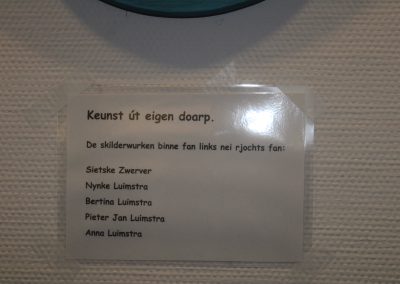 Keunst út eigen doarp.
De skilderwurken binne fan links nei rjochts fan:
Sietske Zwerver
Nynke Luimstra
Bertina Luimstra
Pieter Jan Luimstra
Anna Luimstra